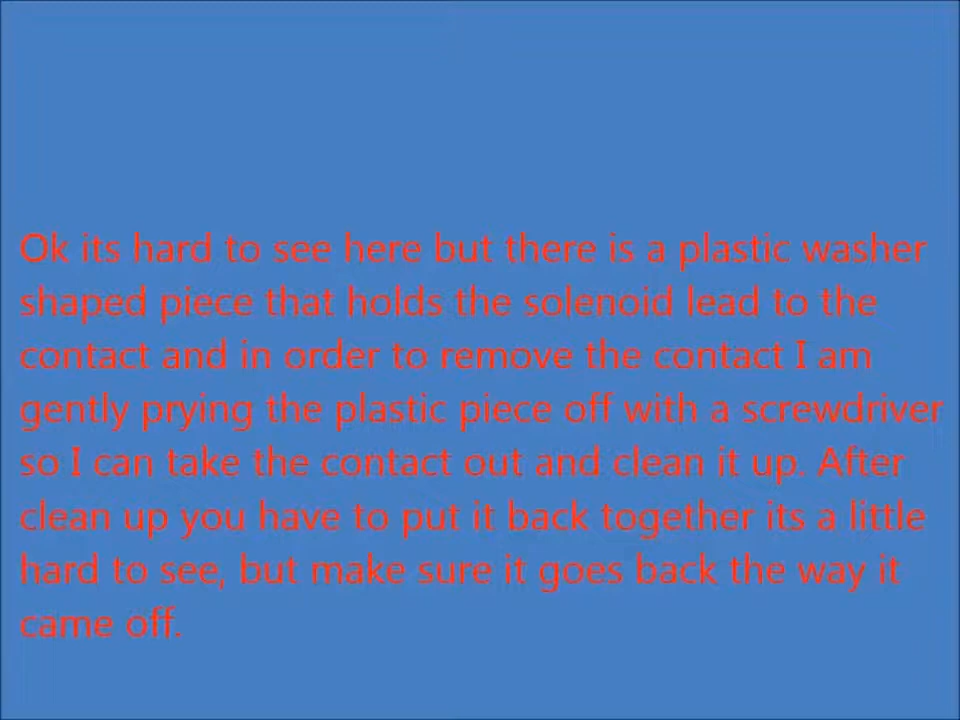 Ok its hard to see here but there is a plastic washer
shaped piece that holds the solenoid lead to the
contact and in order to remove the contact I am
gently prying the plastic piece off with a screwdriver
so I can take the contact out and clean it up. After
clean up you have to put it back together its a little
hard to see, but make sure it goes back the way it
came off.